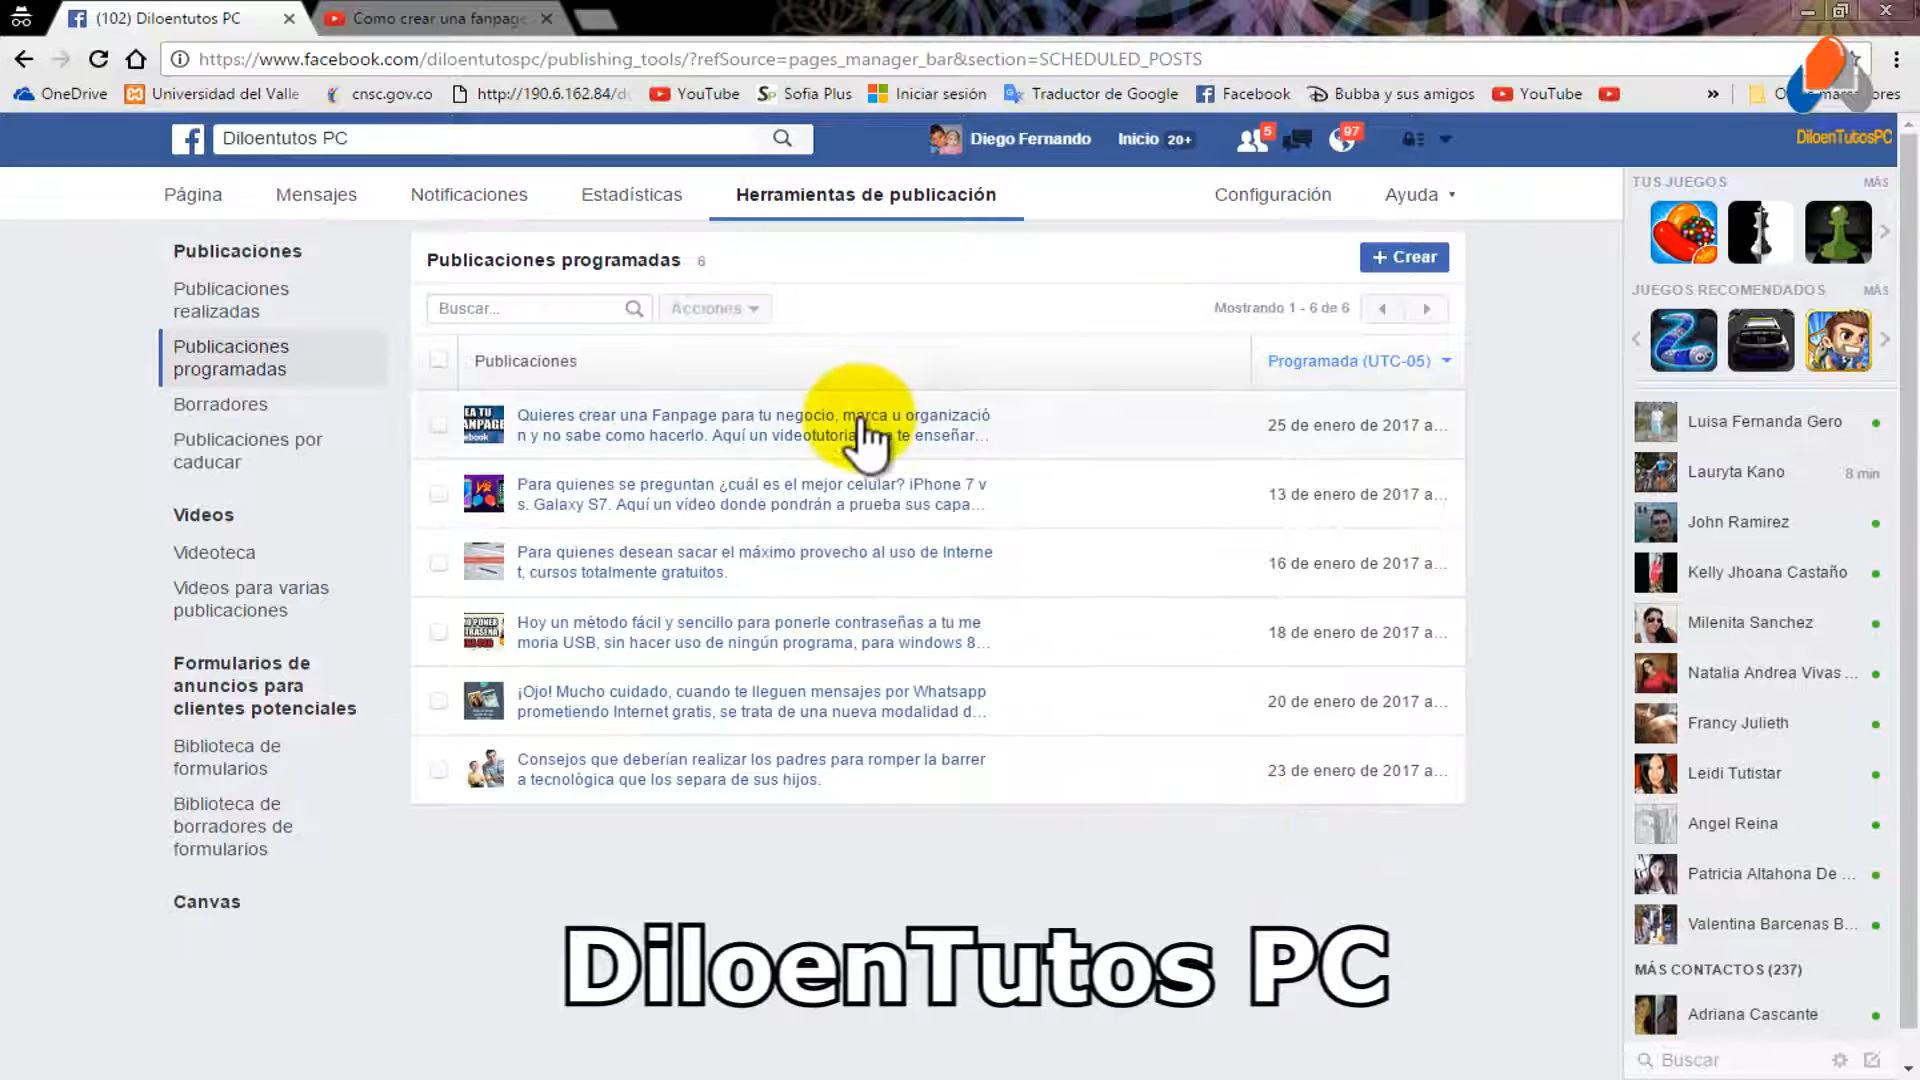 (102) Diloentutos PC
Como crear una fanpage
https://www.facebook.com/diloentutospc/publishing_tools/?refSource=pages_manager_bar&section=SCHEDULED_POSTS
OneDrive Universidad del Valle cnsc.gov.co http://190.6.162.84/d YouTube Sofia Plus Iniciar sesión Traductor de Google Facebook Bubba y sus amigos YouTube »
Diloentutos PC
Diego Fernando Inicio 20+ 5 97
DiloenTutosPC
Página Mensajes Notificaciones Estadísticas Herramientas de publicación Configuración Ayuda
Publicaciones
Publicaciones
realizadas
Publicaciones
programadas
Borradores
Publicaciones por
caducar
Videos
Videoteca
Videos para varias
publicaciones
Formularios de
anuncios para
clientes potenciales
Biblioteca de
formularios
Biblioteca de
borradores de
formularios
Canvas
Publicaciones programadas 6
+ Crear
Buscar... Acciones
Mostrando 1 - 6 de 6
Publicaciones Programada (UTC-05)
Quieres crear una Fanpage para tu negocio, marca u organizació
n y no sabe como hacerlo. Aquí un videotutorial te enseñar...
25 de enero de 2017 a...
Para quienes se preguntan ¿cuál es el mejor celular? iPhone 7 v
s. Galaxy S7. Aquí un vídeo donde pondrán a prueba sus capa...
13 de enero de 2017 a...
Para quienes desean sacar el máximo provecho al uso de Interne
t, cursos totalmente gratuitos.
16 de enero de 2017 a...
Hoy un método fácil y sencillo para ponerle contraseñas a tu me
moria USB, sin hacer uso de ningún programa, para windows 8...
18 de enero de 2017 a...
¡Ojo! Mucho cuidado, cuando te lleguen mensajes por Whatsapp
prometiendo Internet gratis, se trata de una nueva modalidad d...
20 de enero de 2017 a...
Consejos que deberían realizar los padres para romper la barrer
a tecnológica que los separa de sus hijos.
23 de enero de 2017 a...
TUS JUEGOS MÁS
JUEGOS RECOMENDADOS MÁS
Luisa Fernanda Gero
Lauryta Kano 8 min
John Ramirez
Kelly Jhoana Castaño
Milenita Sanchez
Natalia Andrea Vivas ...
Francy Julieth
Leidi Tutistar
Angel Reina
Patricia Altahona De ...
Valentina Barcenas B...
MÁS CONTACTOS (237)
Adriana Cascante
Buscar
DiloenTutos PC